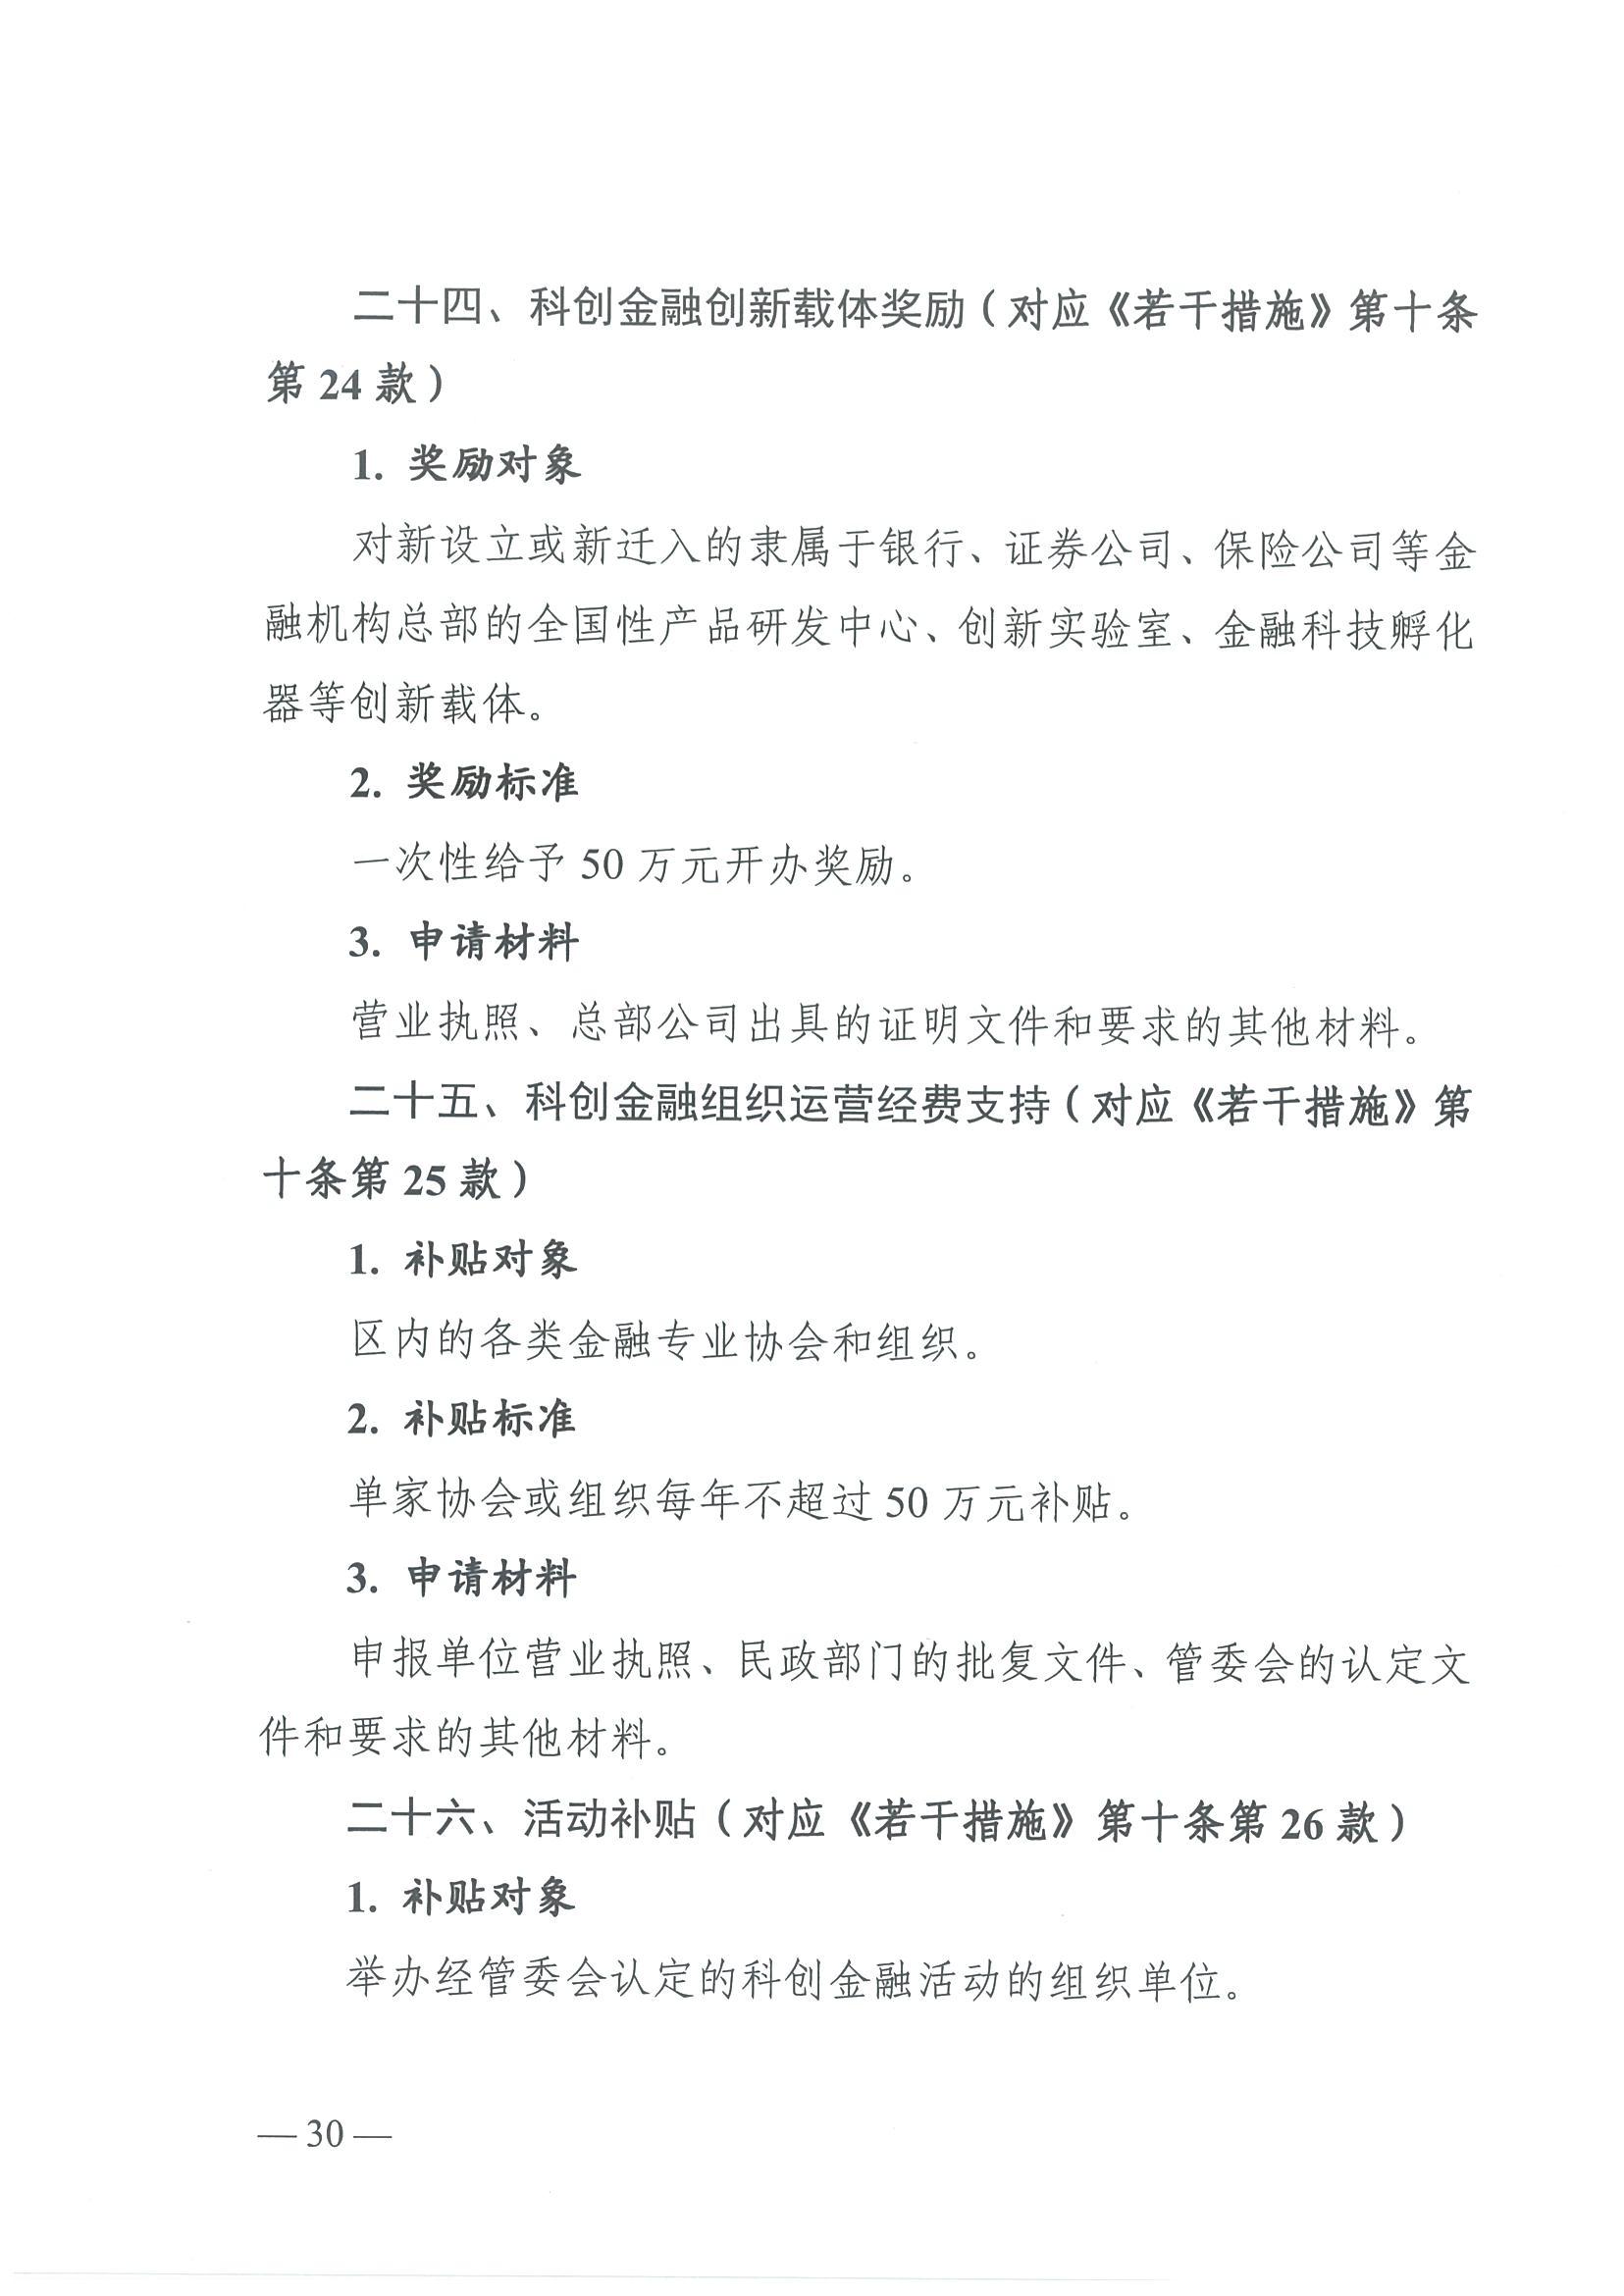 二十四、科创金融创新载体奖励（对应《若干措施》第十条
第 24 款）
1. 奖励对象
对新设立或新迁入的隶属于银行、证券公司、保险公司等金
融机构总部的全国性产品研发中心、创新实验室、金融科技孵化
器等创新载体。
2. 奖励标准
一次性给予 50 万元开办奖励。
3. 申请材料
营业执照、总部公司出具的证明文件和要求的其他材料。
二十五、科创金融组织运营经费支持（对应《若干措施》第
十条第 25 款）
1. 补贴对象
区内的各类金融专业协会和组织。
2. 补贴标准
单家协会或组织每年不超过 50 万元补贴。
3. 申请材料
申报单位营业执照、民政部门的批复文件、管委会的认定文
件和要求的其他材料。
二十六、活动补贴（对应《若干措施》第十条第 26 款）
1. 补贴对象
举办经管委会认定的科创金融活动的组织单位。
— 30 —